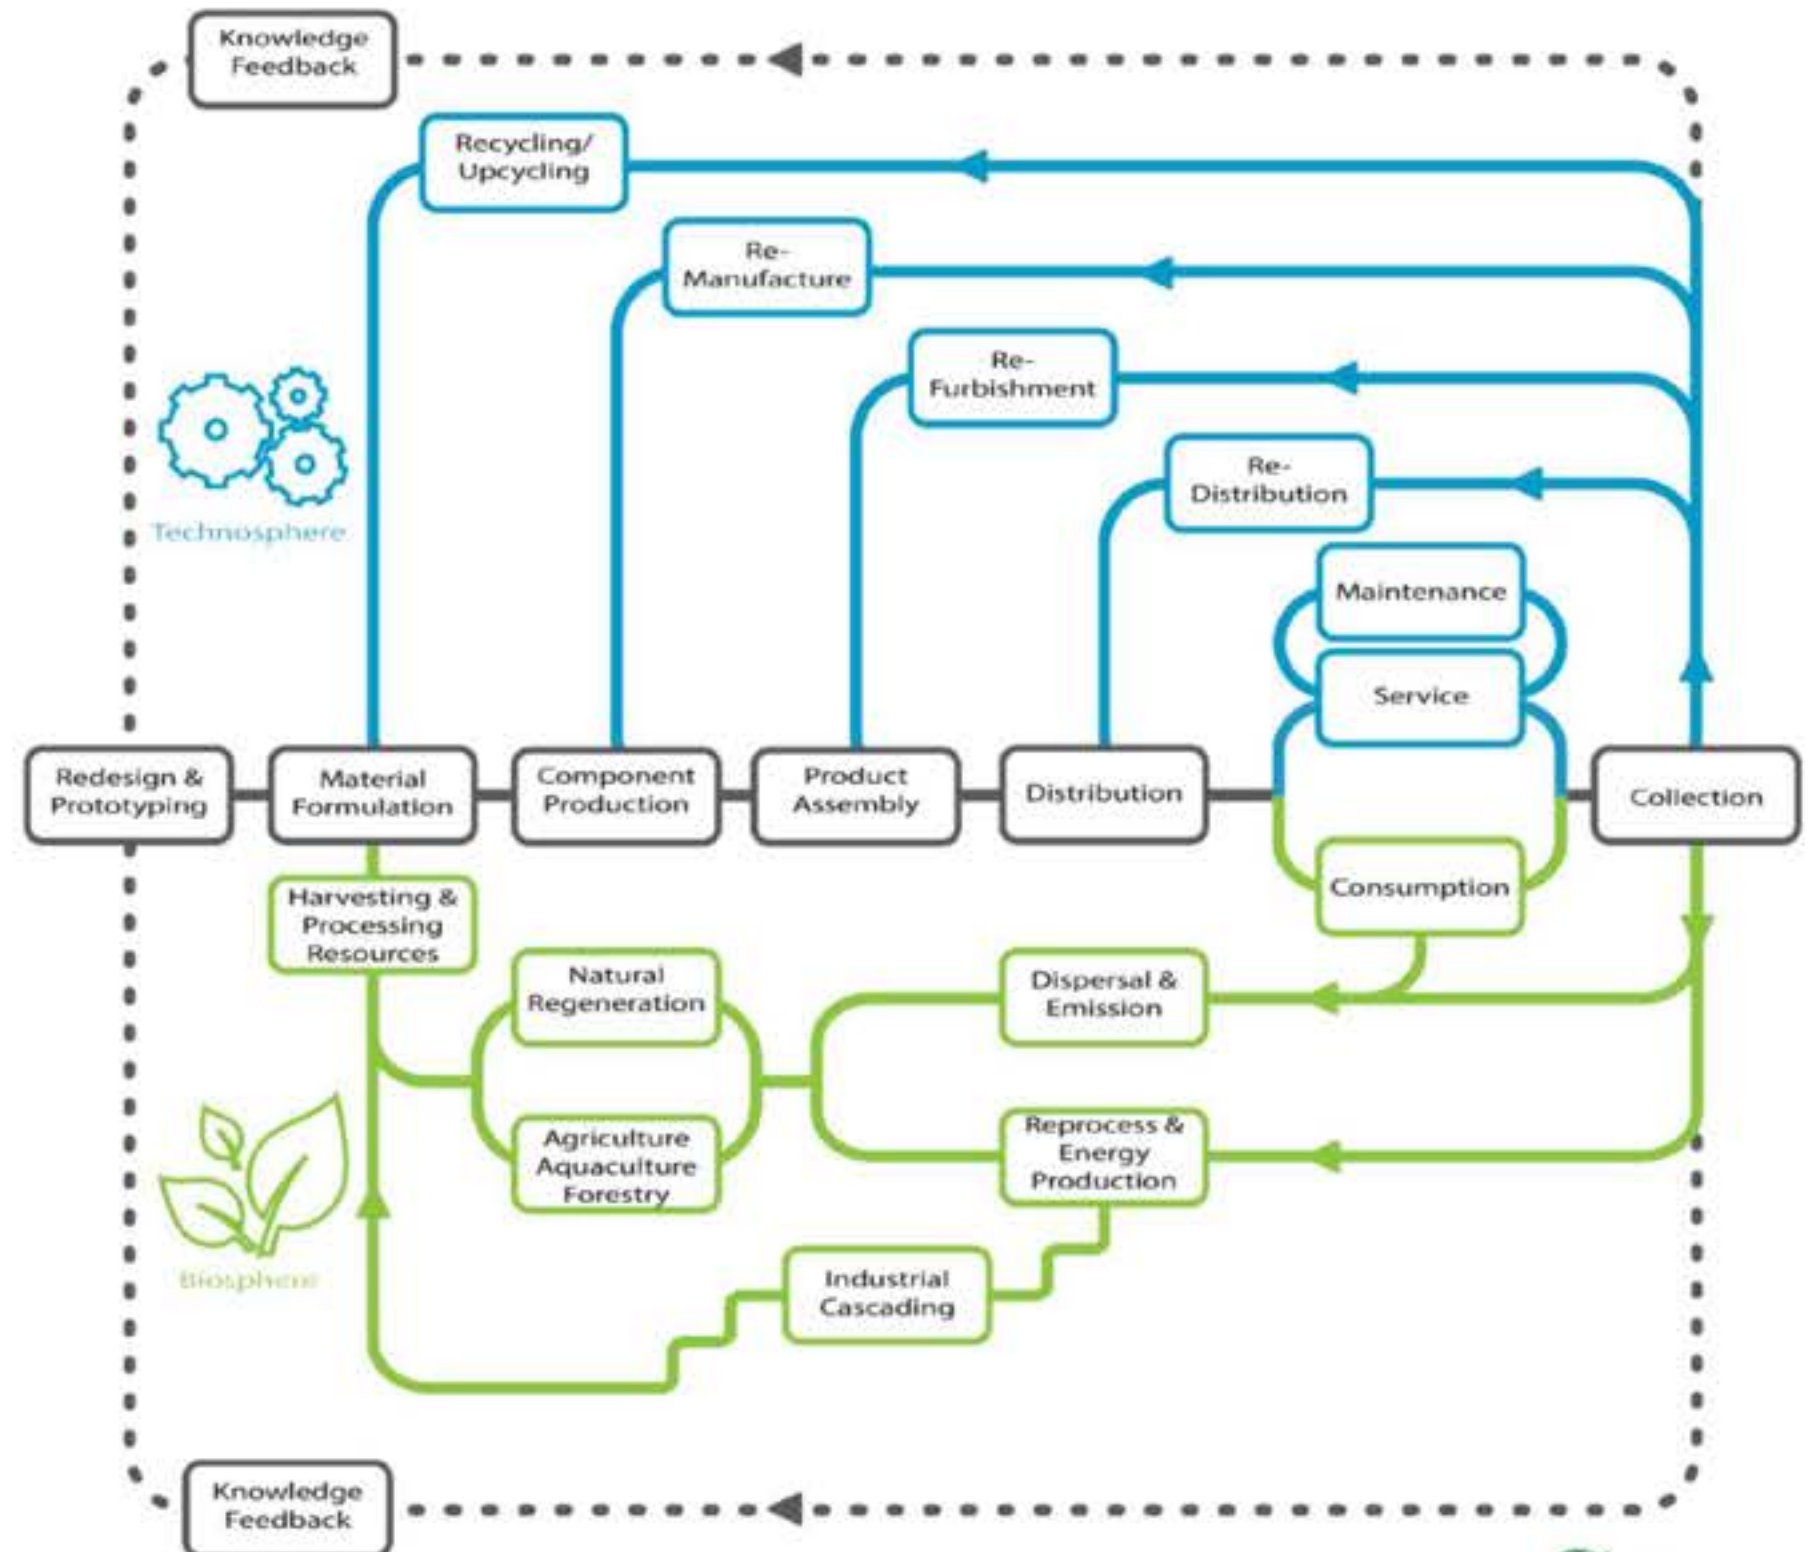 Knowledge
Feedback
Recycling/
Upcycling
Re-
Manufacture
Re-
Furbishment
Re-
Distribution
Technosphere
Maintenance
Service
Redesign &
Prototyping
Material
Formulation
Component
Production
Product
Assembly
Distribution
Collection
Consumption
Harvesting &
Processing
Resources
Natural
Regeneration
Dispersal &
Emission
Agriculture
Aquaculture
Forestry
Reprocess &
Energy
Production
Biosphere
Industrial
Cascading
Knowledge
Feedback